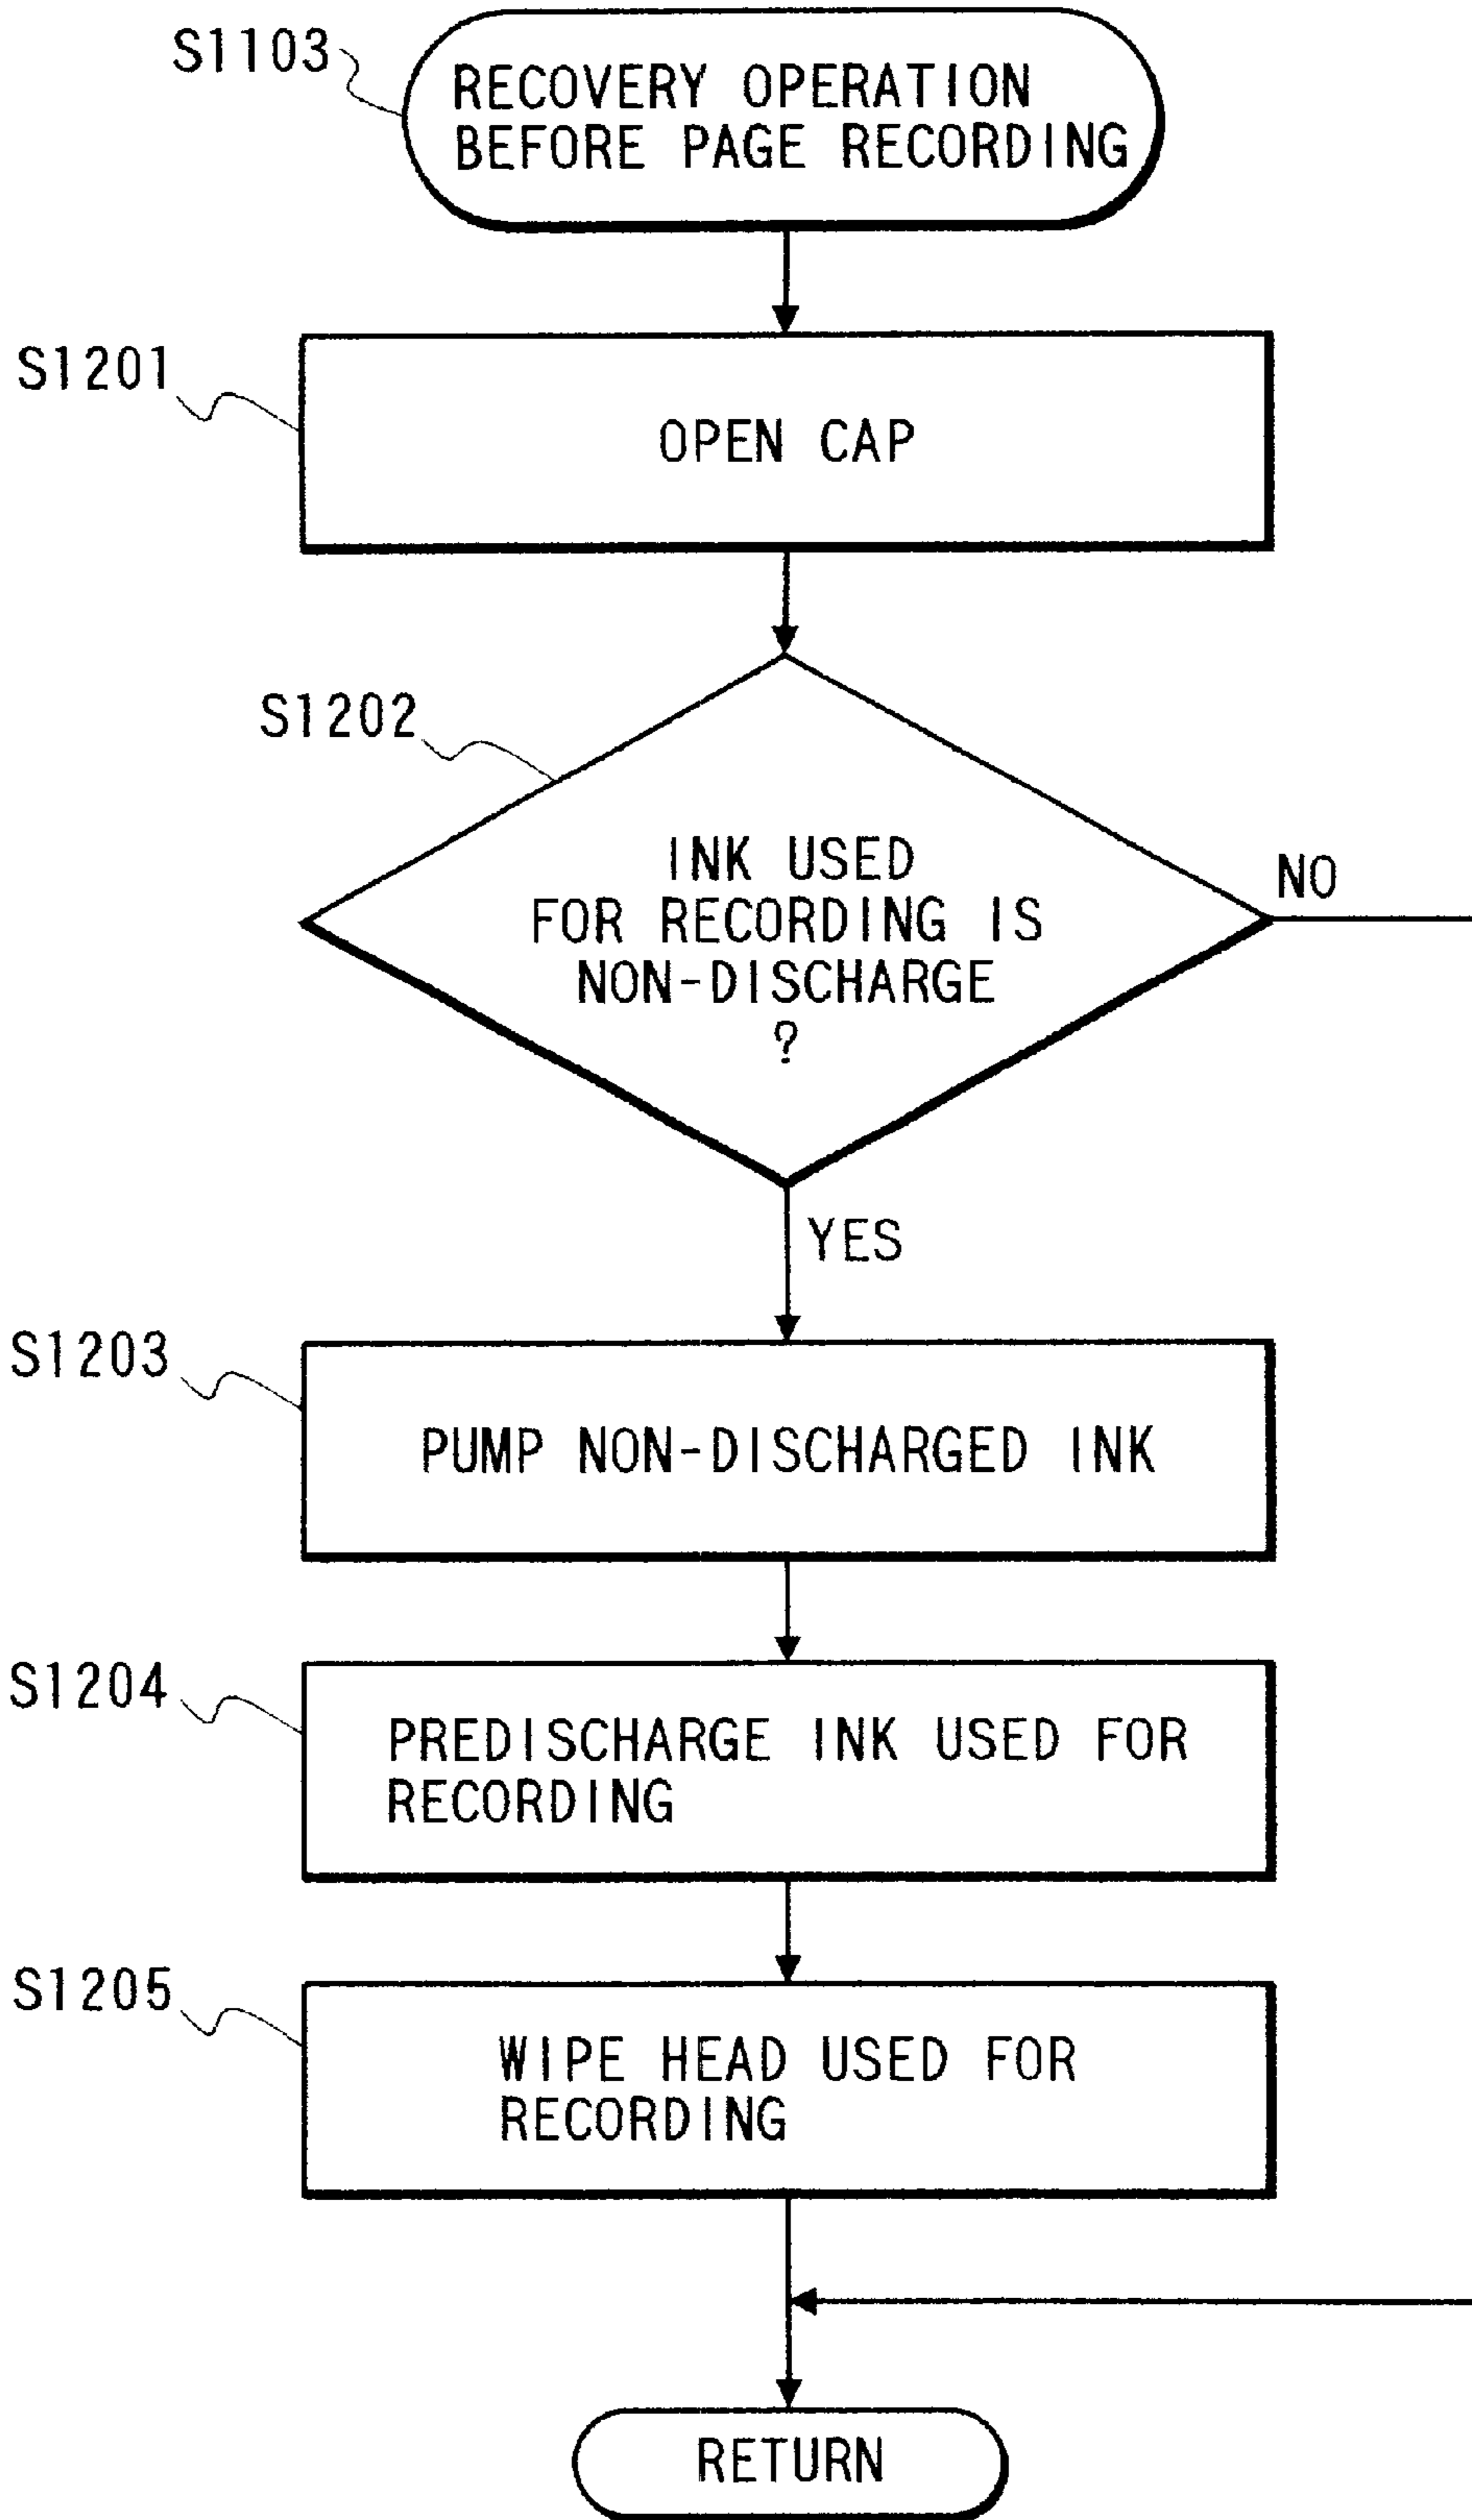 S1103
RECOVERY OPERATION
BEFORE PAGE RECORDING
S1201
OPEN CAP
S1202
INK USED
FOR RECORDING IS
NON-DISCHARGE
?
NO
YES
S1203
PUMP NON-DISCHARGED INK
S1204
PREDISCHARGE INK USED FOR
RECORDING
S1205
WIPE HEAD USED FOR
RECORDING
RETURN